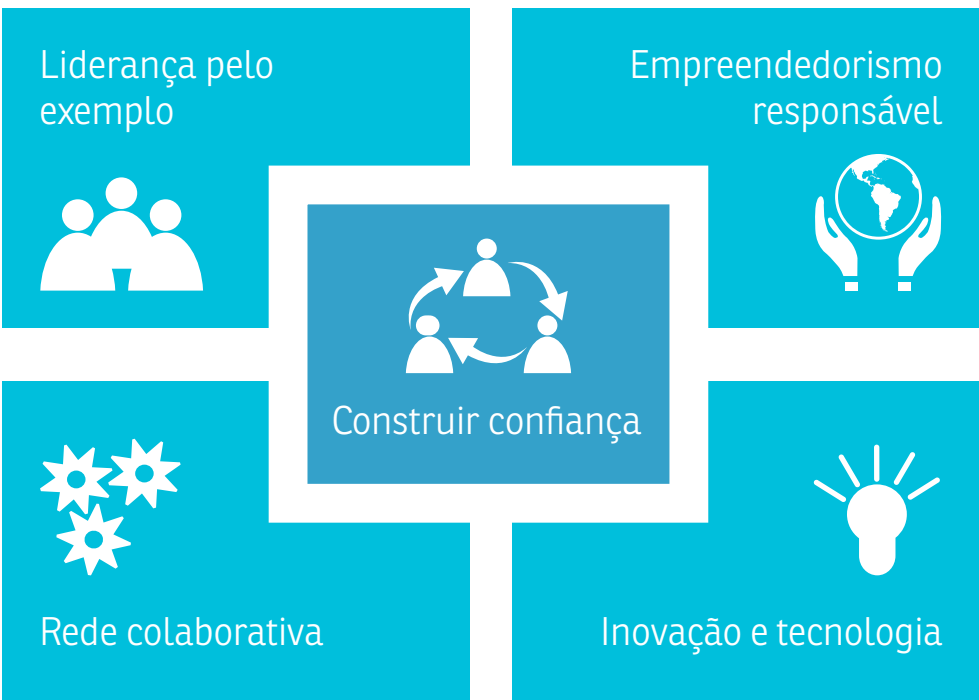 Liderança pelo
exemplo
Empreendedorismo
responsável
Construir confiança
Rede colaborativa
Inovação e tecnologia